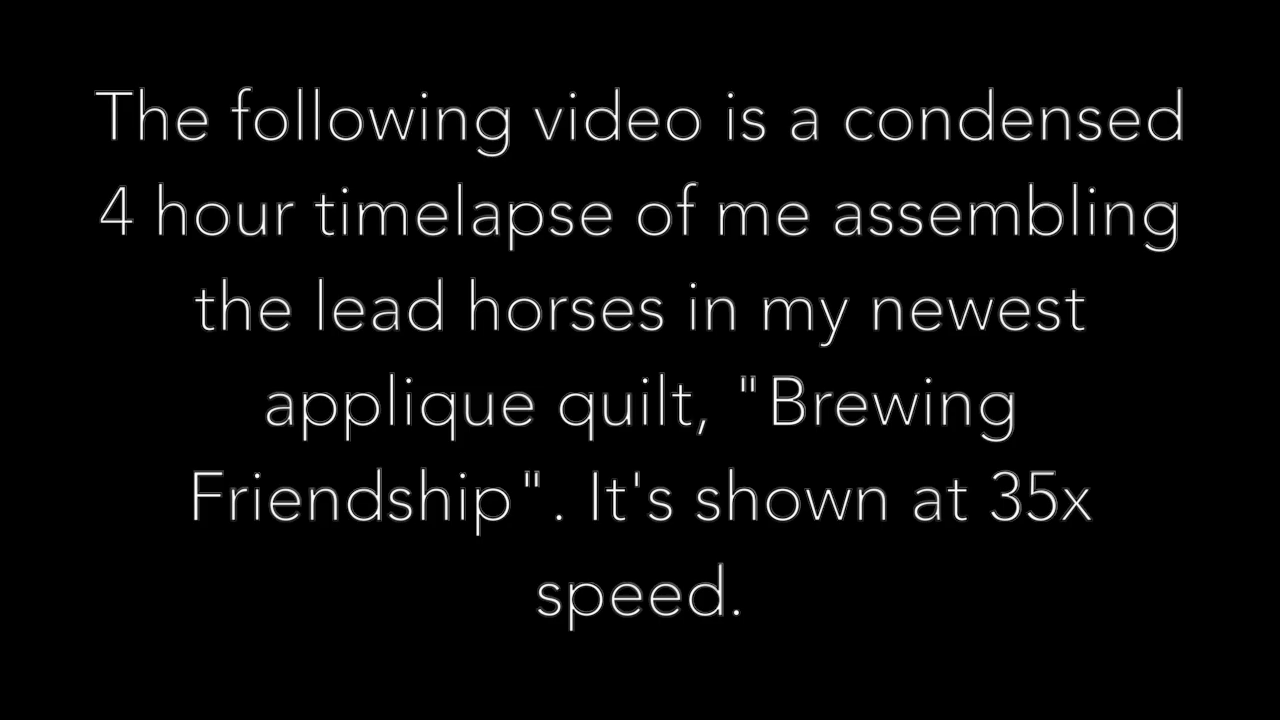 The following video is a condensed
4 hour timelapse of me assembling
the lead horses in my newest
applique quilt, "Brewing
Friendship". It's shown at 35x
speed.